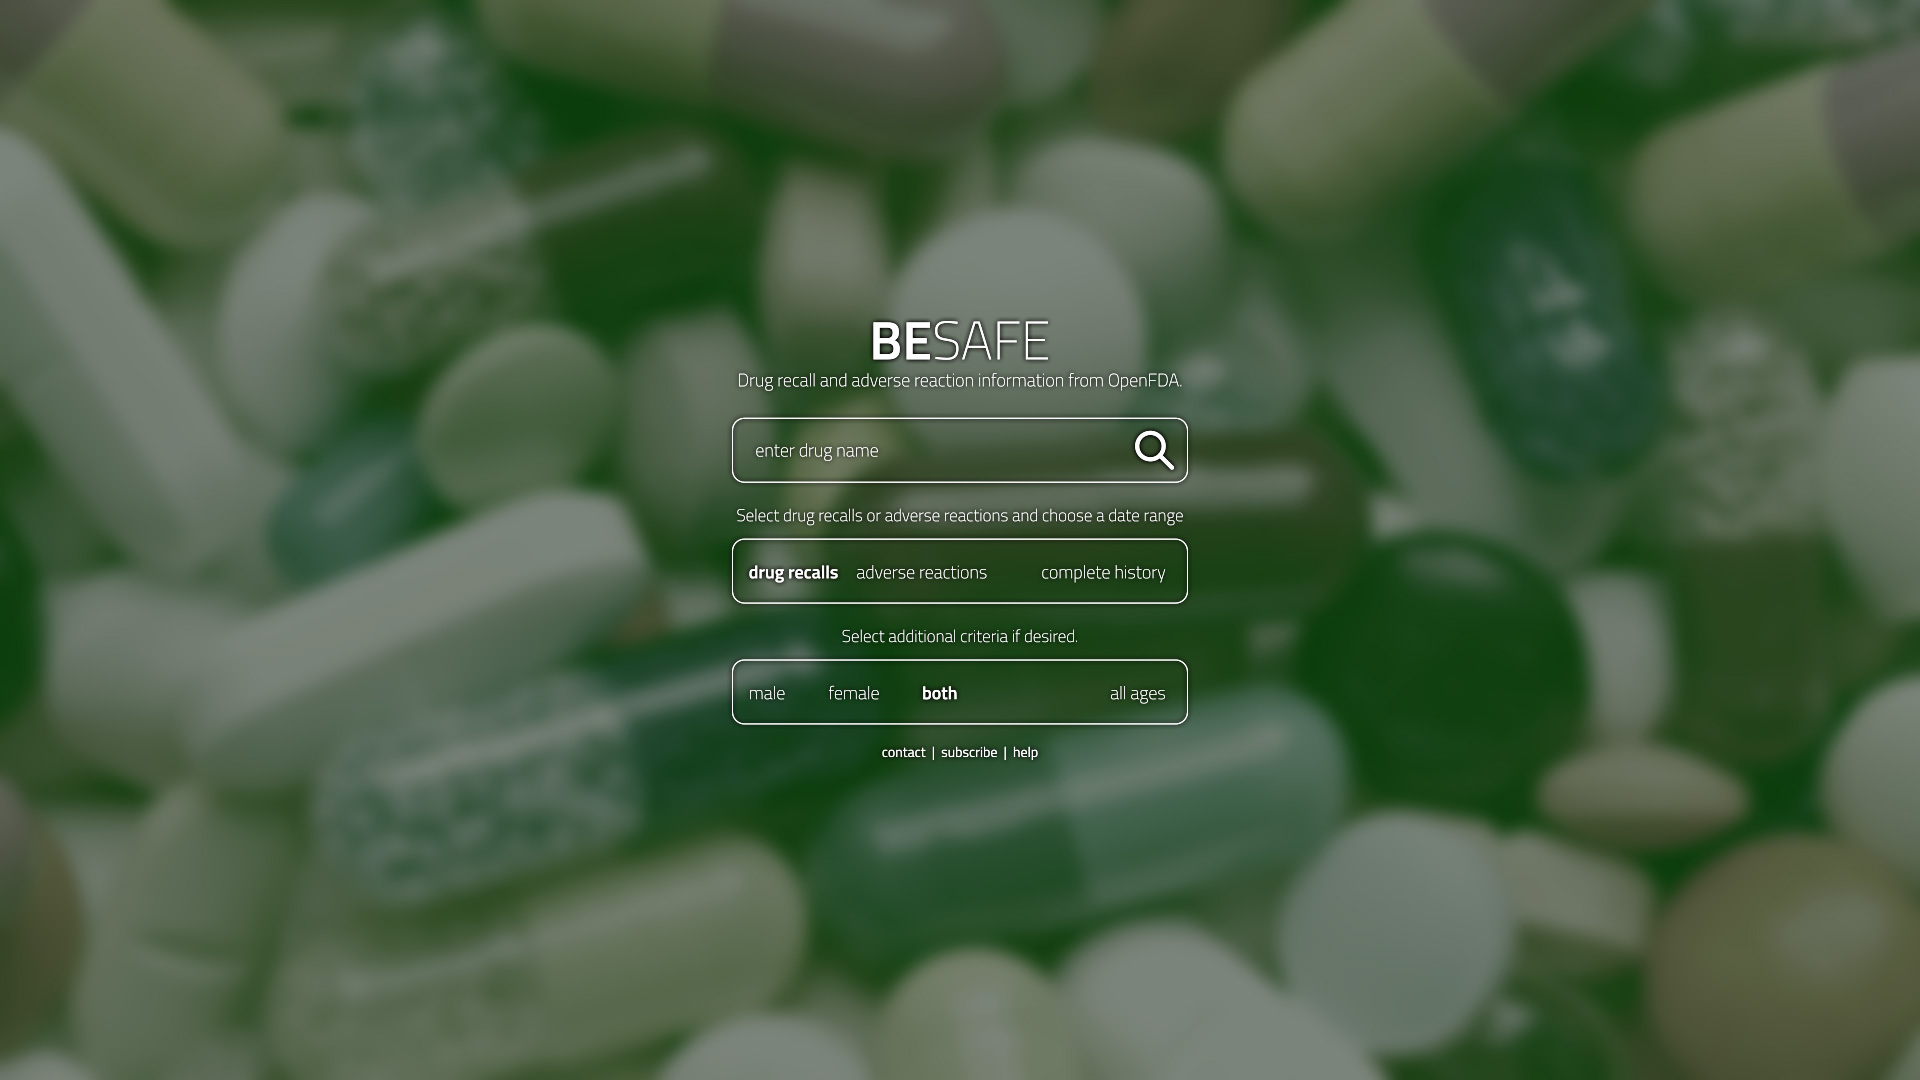 BESAFE
Drug recall and adverse reaction information from OpenFDA.
enter drug name
Select drug recalls or adverse reactions and choose a date range
drug recalls adverse reactions complete history
Select additional criteria if desired.
male female both all ages
contact | subscribe | help